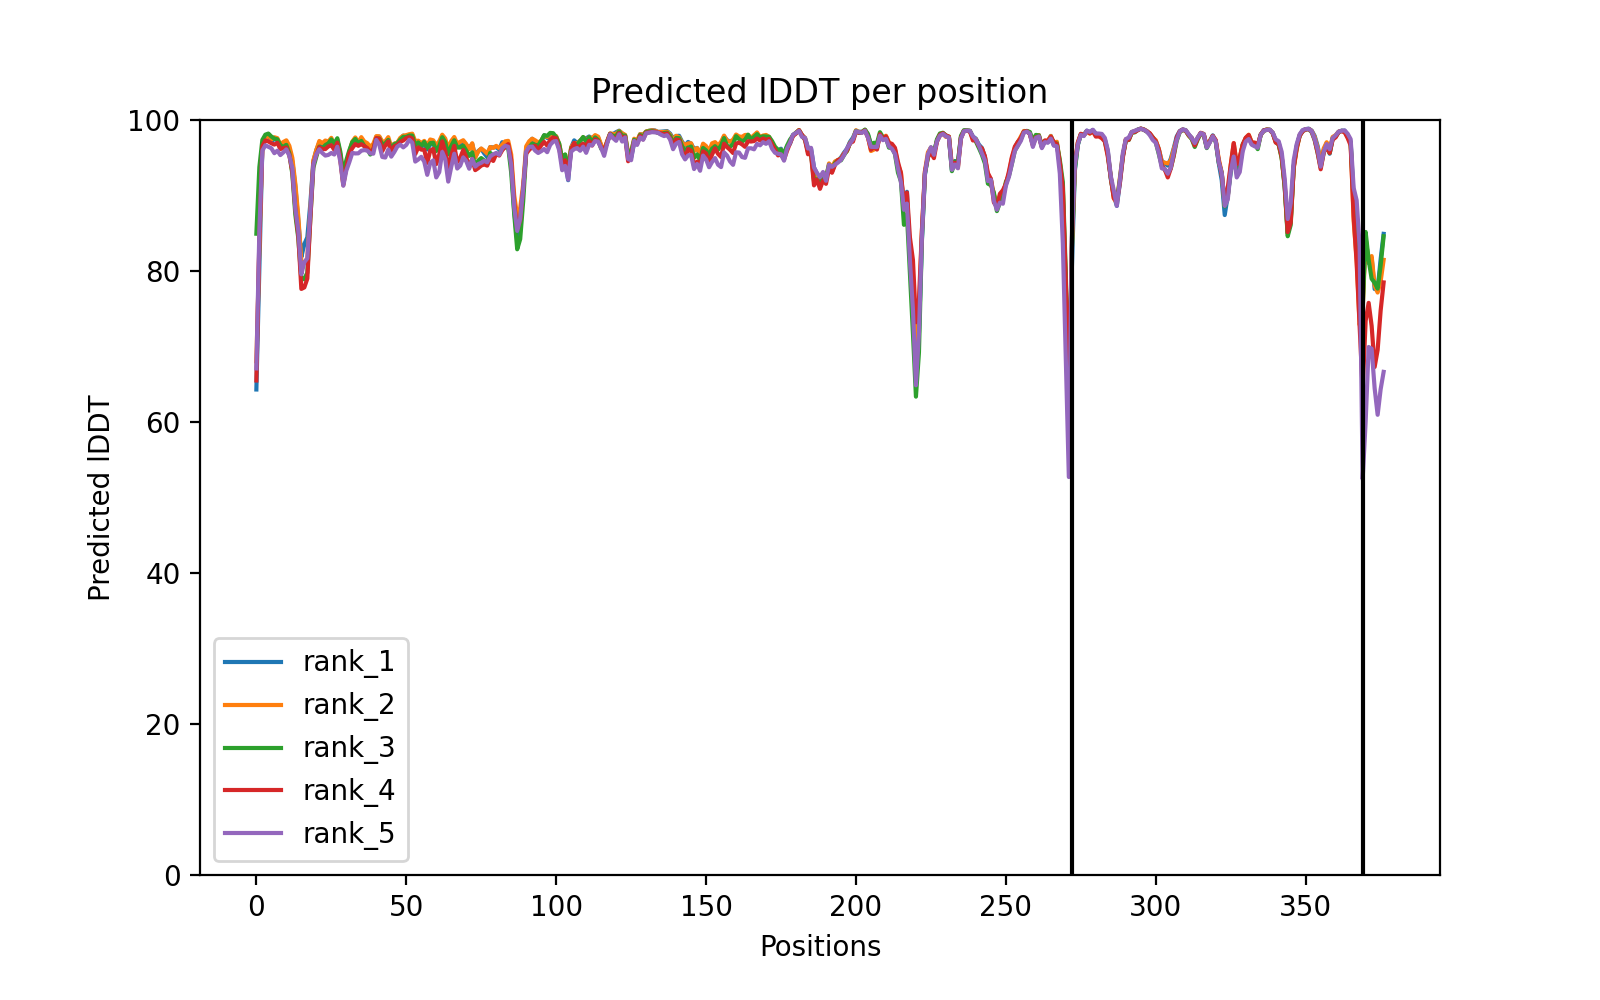 Predicted lDDT per position
100
80
60
40
20
0
Predicted lDDT
rank_1
rank_2
rank_3
rank_4
rank_5
0 50 100 150 200 250 300 350
Positions